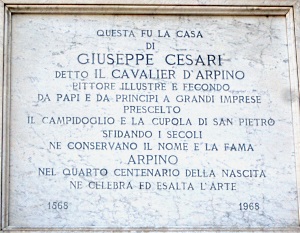 QUESTA FU LA CASA
DI
GIUSEPPE CESARI
DETTO IL CAVALIER D'ARPINO
PITTORE ILLUSTRE E FECONDO
DA PAPI E DA PRINCIPI A GRANDI IMPRESE
PRESCELTO
IL CAMPIDOGLIO E LA CUPOLA DI SAN PIETRO
SFIDANDO I SECOLI
NE CONSERVANO IL NOME E LA FAMA
ARPINO
NEL QUARTO CENTENARIO DELLA NASCITA
NE CELEBRA ED ESALTA L'ARTE
1568 1968